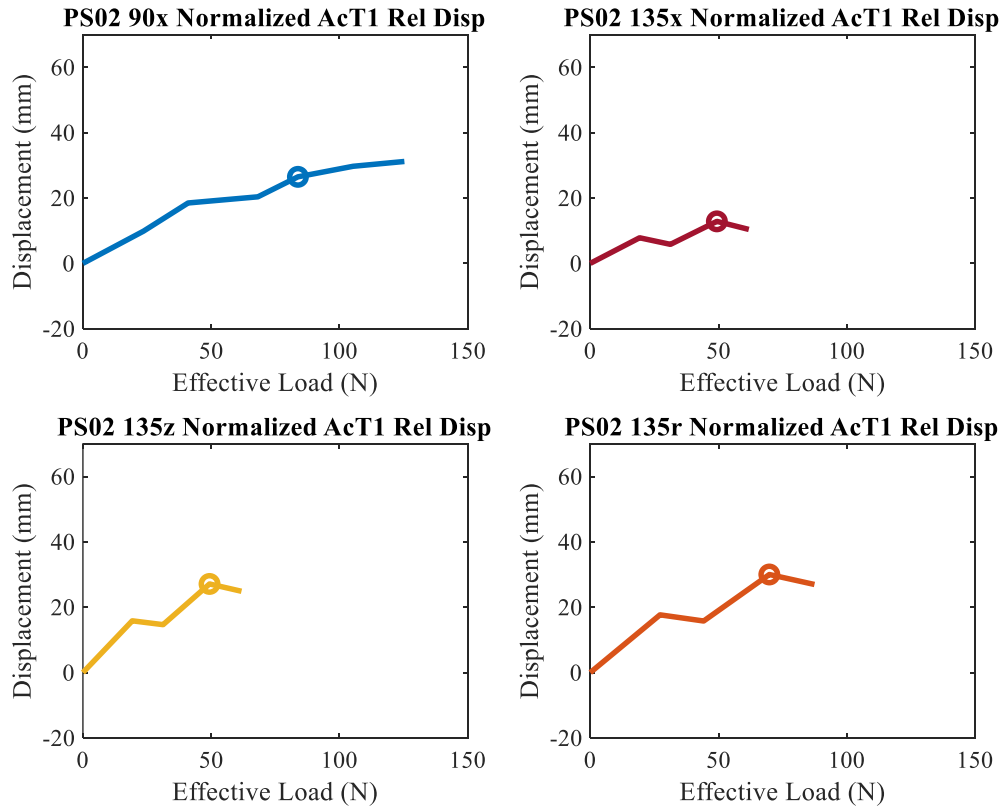 PS02 90x Normalized AcT1 Rel Disp
60
40
20
0
-20
Displacement (mm)
0 50 100 150
Effective Load (N)
PS02 135x Normalized AcT1 Rel Disp
60
40
20
0
-20
Displacement (mm)
0 50 100 150
Effective Load (N)
PS02 135z Normalized AcT1 Rel Disp
60
40
20
0
-20
Displacement (mm)
0 50 100 150
Effective Load (N)
PS02 135r Normalized AcT1 Rel Disp
60
40
20
0
-20
Displacement (mm)
0 50 100 150
Effective Load (N)